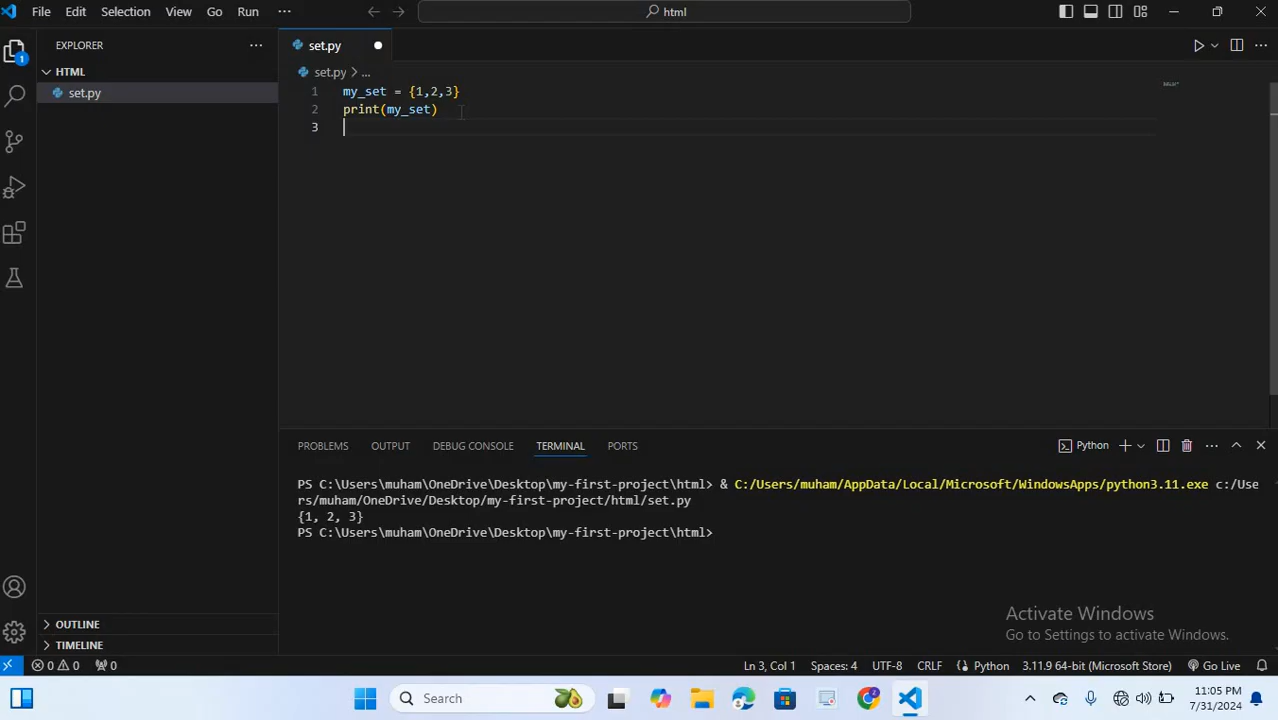 File Edit Selection View Go Run ··· html
EXPLORER ···
set.py
HTML
set.py
set.py > ...
1 my_set = {1,2,3}
2 print(my_set)
3
PROBLEMS OUTPUT DEBUG CONSOLE TERMINAL PORTS Python
PS C:\Users\muham\OneDrive\Desktop\my-first-project\html> & C:/Users/muham/AppData/Local/Microsoft/WindowsApps/python3.11.exe c:/Use
rs/muham/OneDrive/Desktop/my-first-project/html/set.py
{1, 2, 3}
PS C:\Users\muham\OneDrive\Desktop\my-first-project\html>
Activate Windows
Go to Settings to activate Windows.
OUTLINE
TIMELINE
0 0 0 Ln 3, Col 1 Spaces: 4 UTF-8 CRLF Python 3.11.9 64-bit (Microsoft Store) Go Live
Search
11:05 PM
7/31/2024
1